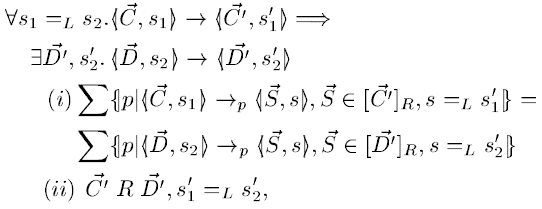 ∀s₁ =_L s₂.⟨|C⃗, s₁|⟩ → ⟨|C⃗′, s′₁|⟩ ⟹
∃D⃗′, s′₂. ⟨|D⃗, s₂|⟩ → ⟨|D⃗′, s′₂|⟩
(i) ∑{|p|⟨|C⃗, s₁|⟩ →_p ⟨|S⃗, s|⟩, S⃗ ∈ [C⃗′]_R, s =_L s′₁|} =
∑{|p|⟨|D⃗, s₂|⟩ →_p ⟨|S⃗, s|⟩, S⃗ ∈ [D⃗′]_R, s =_L s′₂|}
(ii) C⃗′ R D⃗′, s′₁ =_L s′₂,